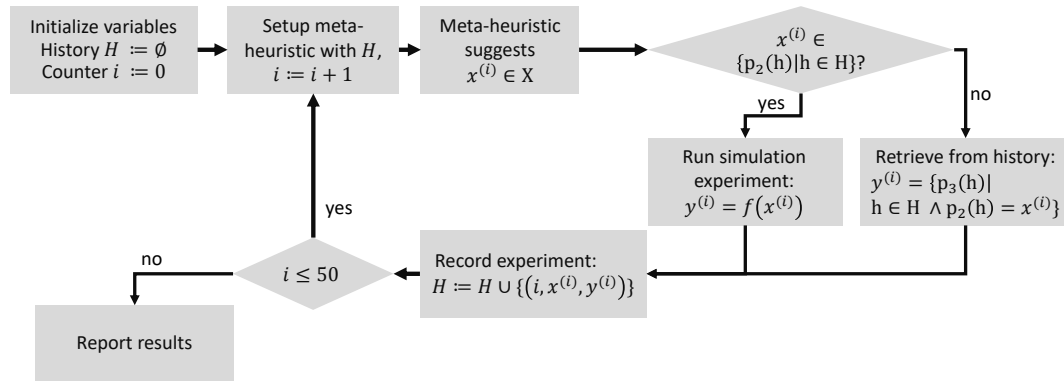 Initialize variables
History 𝐻 ≔ ∅
Counter 𝑖 ≔ 0
Setup meta-
heuristic with 𝐻,
𝑖 ≔ 𝑖 + 1
Meta-heuristic
suggests
𝑥⁽ⁱ⁾ ∈ X
𝑥⁽ⁱ⁾ ∈
{p₂(h)|h ∈ H}?
yes
no
Run simulation
experiment:
𝑦⁽ⁱ⁾ = 𝑓(𝑥⁽ⁱ⁾)
Retrieve from history:
𝑦⁽ⁱ⁾ = {p₃(h)|
h ∈ H ∧ p₂(h) = 𝑥⁽ⁱ⁾}
Record experiment:
𝐻 ≔ 𝐻 ∪ {(𝑖, 𝑥⁽ⁱ⁾, 𝑦⁽ⁱ⁾)}
𝑖 ≤ 50
yes
no
Report results